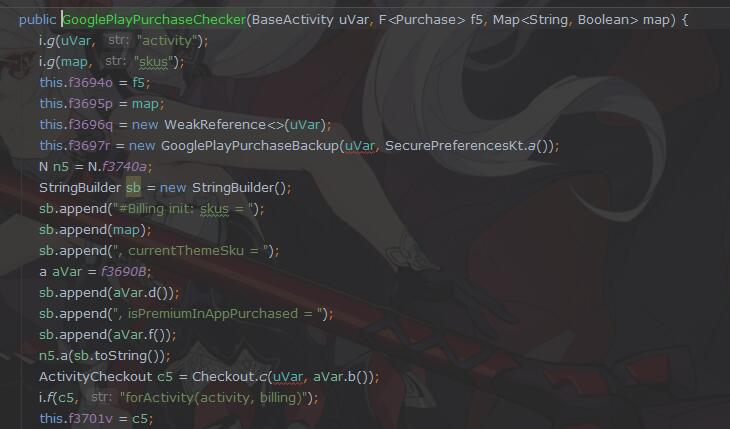 public GooglePlayPurchaseChecker(BaseActivity uVar, F<Purchase> f5, Map<String, Boolean> map) {
i.g(uVar, str: "activity");
i.g(map, str: "skus");
this.f3694o = f5;
this.f3695p = map;
this.f3696q = new WeakReference<>(uVar);
this.f3697r = new GooglePlayPurchaseBackup(uVar, SecurePreferencesKt.a());
N n5 = N.f3740a;
StringBuilder sb = new StringBuilder();
sb.append("#Billing init: skus = ");
sb.append(map);
sb.append(", currentThemeSku = ");
a aVar = f3690B;
sb.append(aVar.d());
sb.append(", isPremiumInAppPurchased = ");
sb.append(aVar.f());
n5.a(sb.toString());
ActivityCheckout c5 = Checkout.c(uVar, aVar.b());
i.f(c5, str: "forActivity(activity, billing)");
this.f3701v = c5;